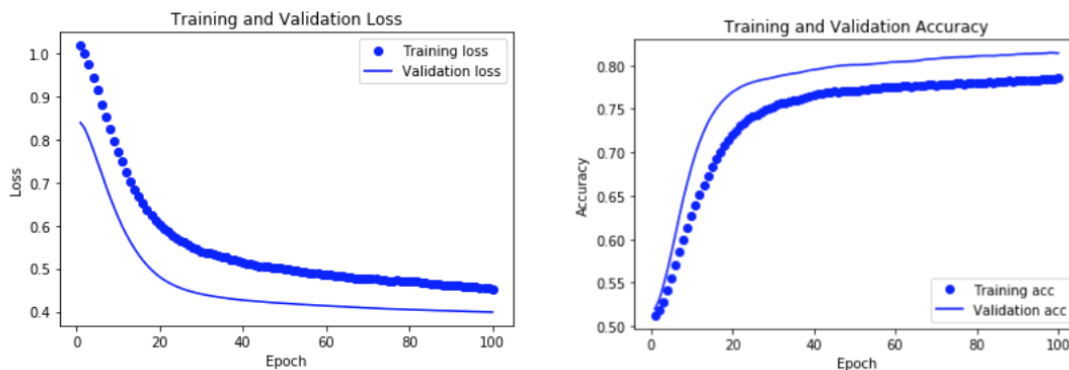 Training and Validation Loss
1.0
0.9
0.8
0.7
0.6
0.5
0.4
Loss
Training loss
Validation loss
0 20 40 60 80 100
Epoch
Training and Validation Accuracy
0.80
0.75
0.70
0.65
0.60
0.55
0.50
Accuracy
Training acc
Validation acc
0 20 40 60 80 100
Epoch